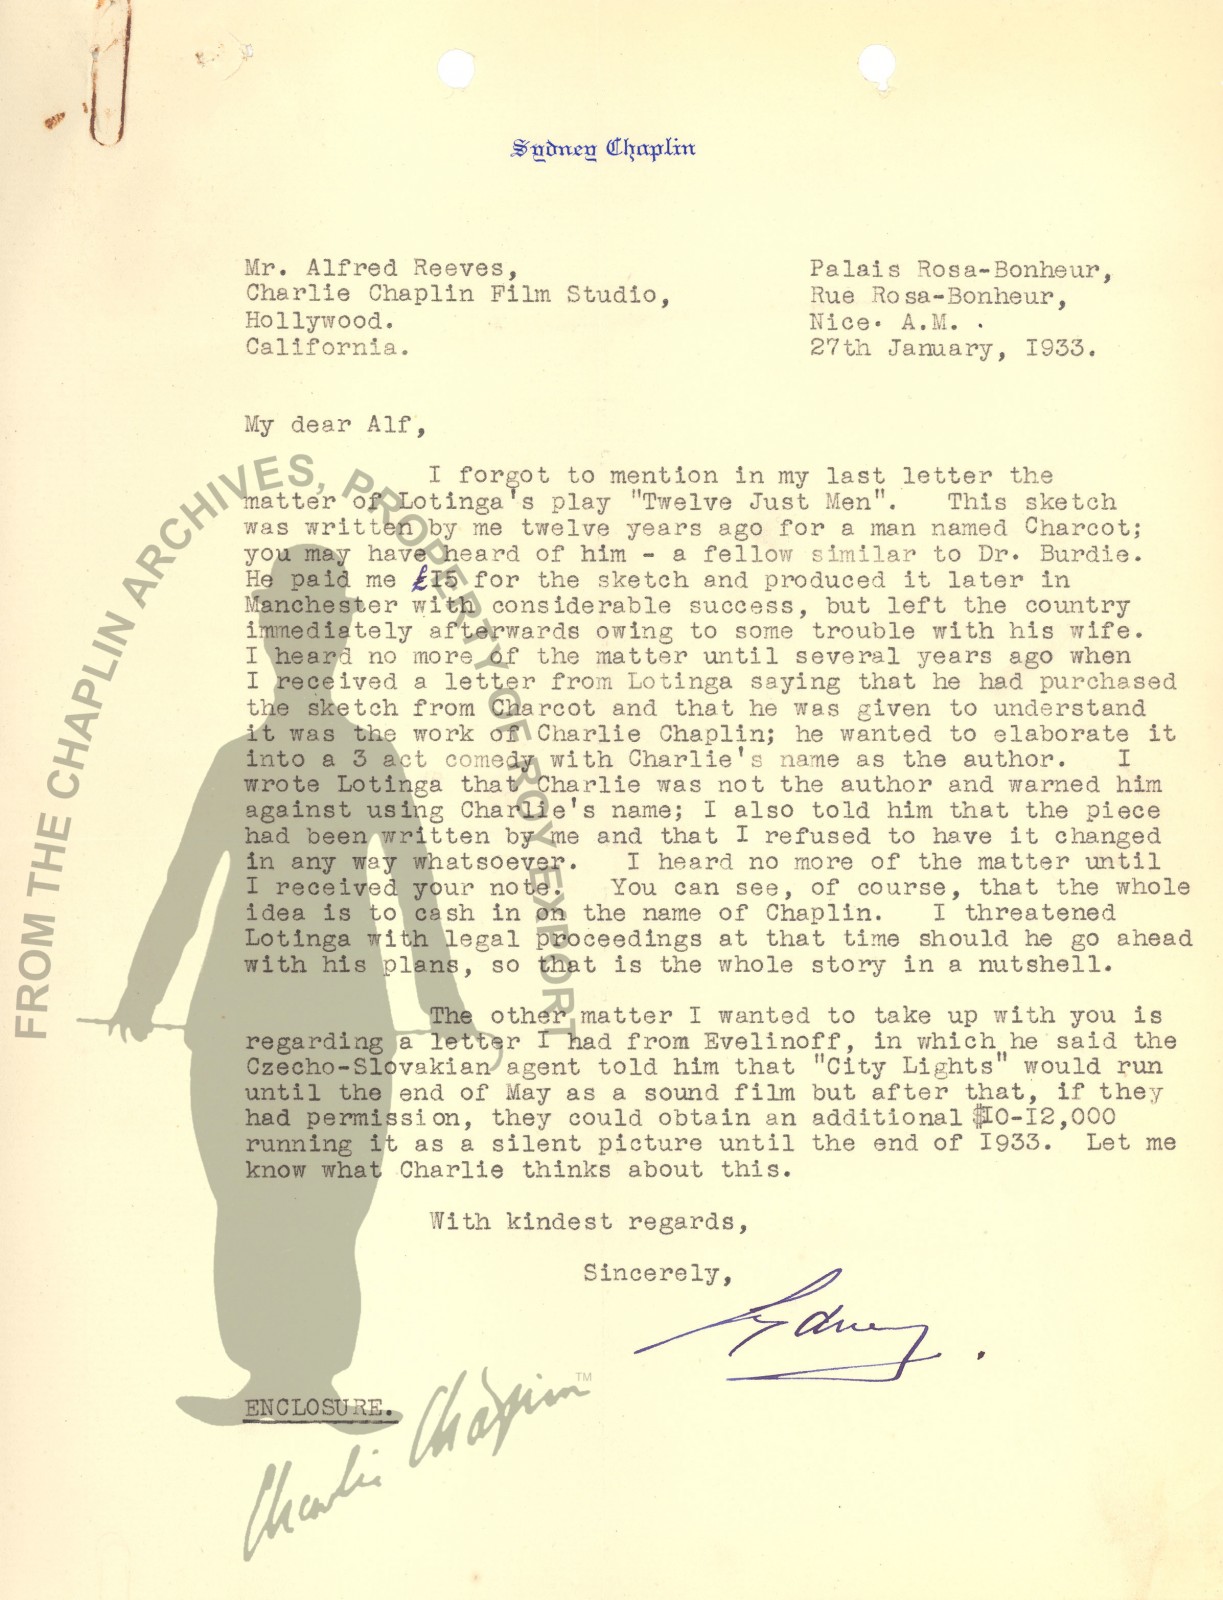 Sydney Chaplin
Mr. Alfred Reeves,
Charlie Chaplin Film Studio,
Hollywood.
California.
Palais Rosa-Bonheur,
Rue Rosa-Bonheur,
Nice. A.M. .
27th January, I933.
My dear Alf,
I forgot to mention in my last letter the
matter of Lotinga's play "Twelve Just Men". This sketch
was written by me twelve years ago for a man named Charcot;
you may have heard of him - a fellow similar to Dr. Burdie.
He paid me £I5 for the sketch and produced it later in
Manchester with considerable success, but left the country
immediately afterwards owing to some trouble with his wife.
I heard no more of the matter until several years ago when
I received a letter from Lotinga saying that he had purchased
the sketch from Charcot and that he was given to understand
it was the work of Charlie Chaplin; he wanted to elaborate it
into a 3 act comedy with Charlie's name as the author. I
wrote Lotinga that Charlie was not the author and warned him
against using Charlie's name; I also told him that the piece
had been written by me and that I refused to have it changed
in any way whatsoever. I heard no more of the matter until
I received your note. You can see, of course, that the whole
idea is to cash in on the name of Chaplin. I threatened
Lotinga with legal proceedings at that time should he go ahead
with his plans, so that is the whole story in a nutshell.
The other matter I wanted to take up with you is
regarding a letter I had from Evelinoff, in which he said the
Czecho-Slovakian agent told him that "City Lights" would run
until the end of May as a sound film but after that, if they
had permission, they could obtain an additional $I0-I2,000
running it as a silent picture until the end of I933. Let me
know what Charlie thinks about this.
With kindest regards,
Sincerely,
Sydney.
ENCLOSURE.
FROM THE CHAPLIN ARCHIVES, PROPERTY OF ROY EXPORT
Charlie Chaplin TM